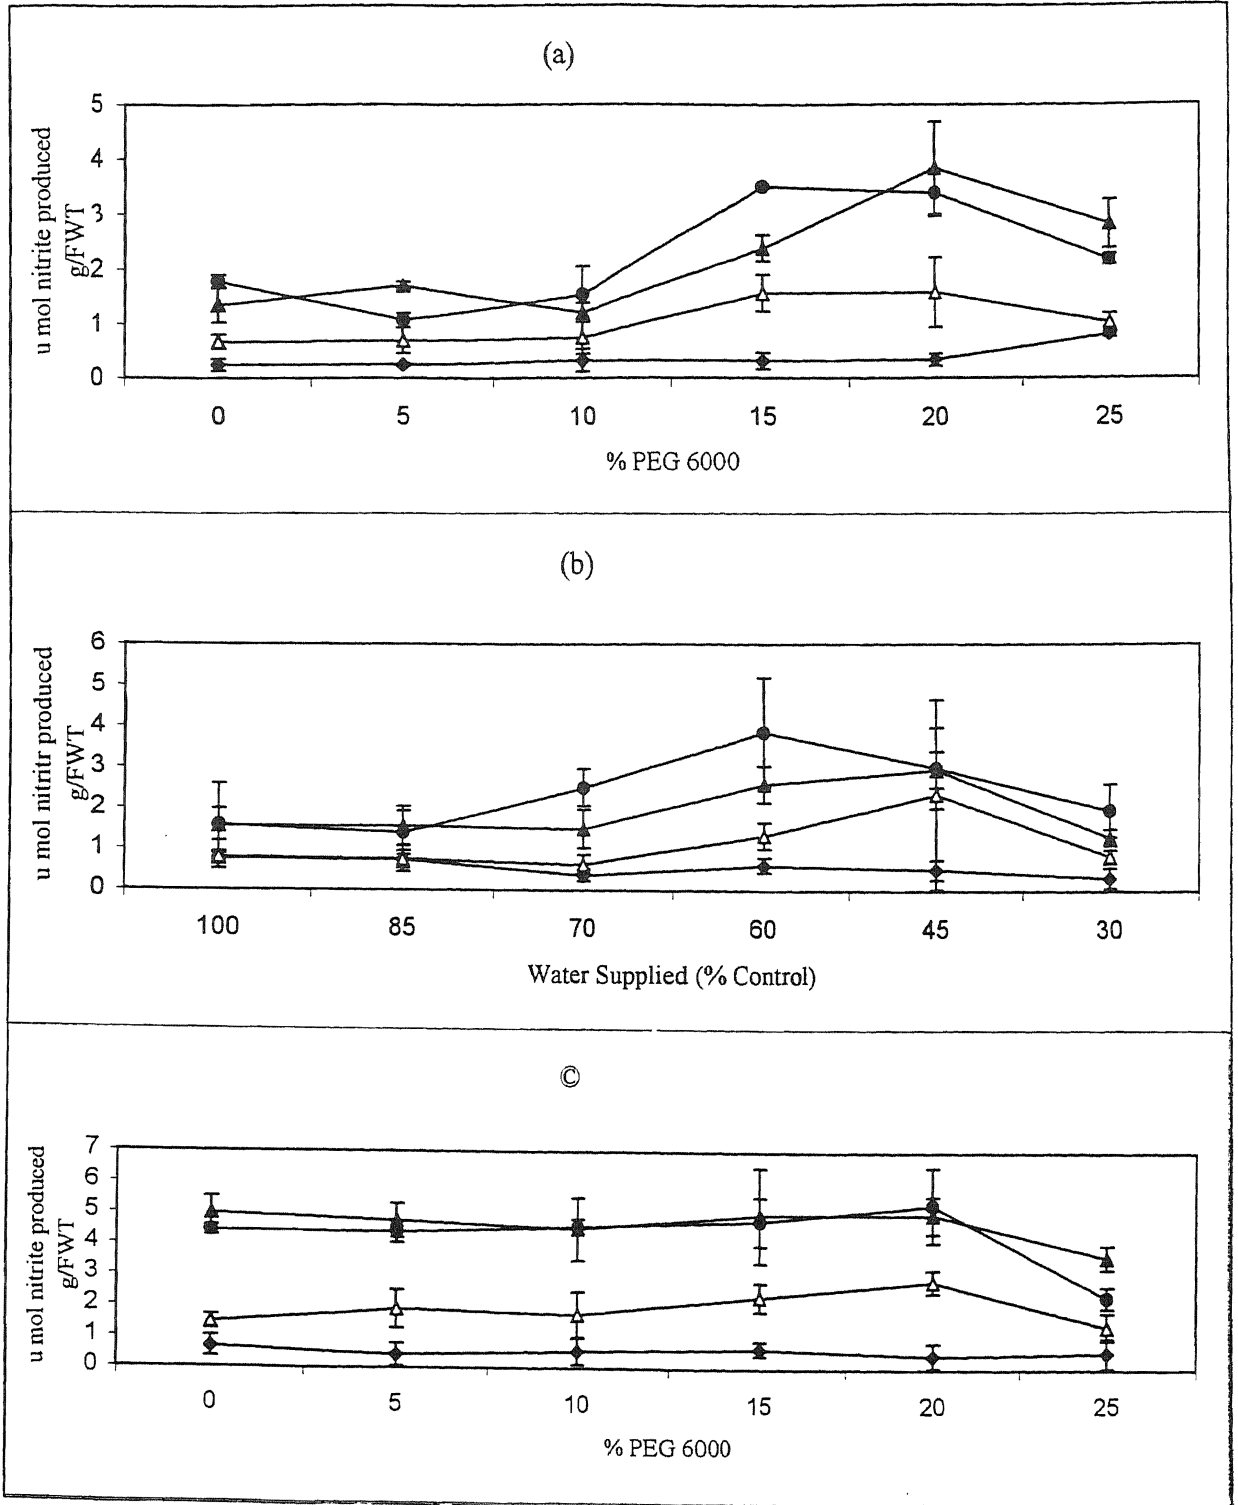 (a)
u mol nitrite produced
g/FWT
5
4
3
2
1
0
0 5 10 15 20 25
% PEG 6000
(b)
u mol nitritr produced
g/FWT
6
5
4
3
2
1
0
100 85 70 60 45 30
Water Supplied (% Control)
©
u mol nitrite produced
g/FWT
7
6
5
4
3
2
1
0
0 5 10 15 20 25
% PEG 6000